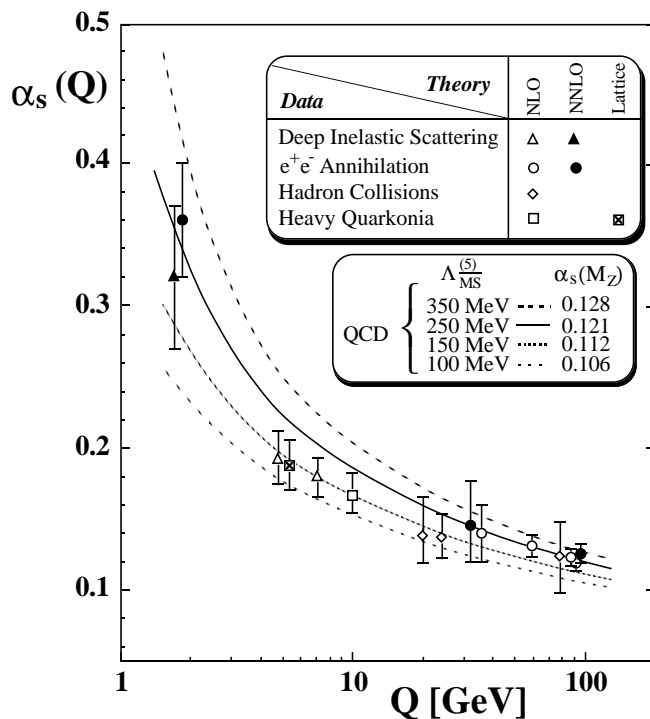 0.5
0.4
0.3
0.2
0.1
αs (Q)
Theory
Data
NLO
NNLO
Lattice
Deep Inelastic Scattering
e+e- Annihilation
Hadron Collisions
Heavy Quarkonia
Λ(5)MS αs(MZ)
QCD
350 MeV 0.128
250 MeV 0.121
150 MeV 0.112
100 MeV 0.106
1 10 100
Q [GeV]